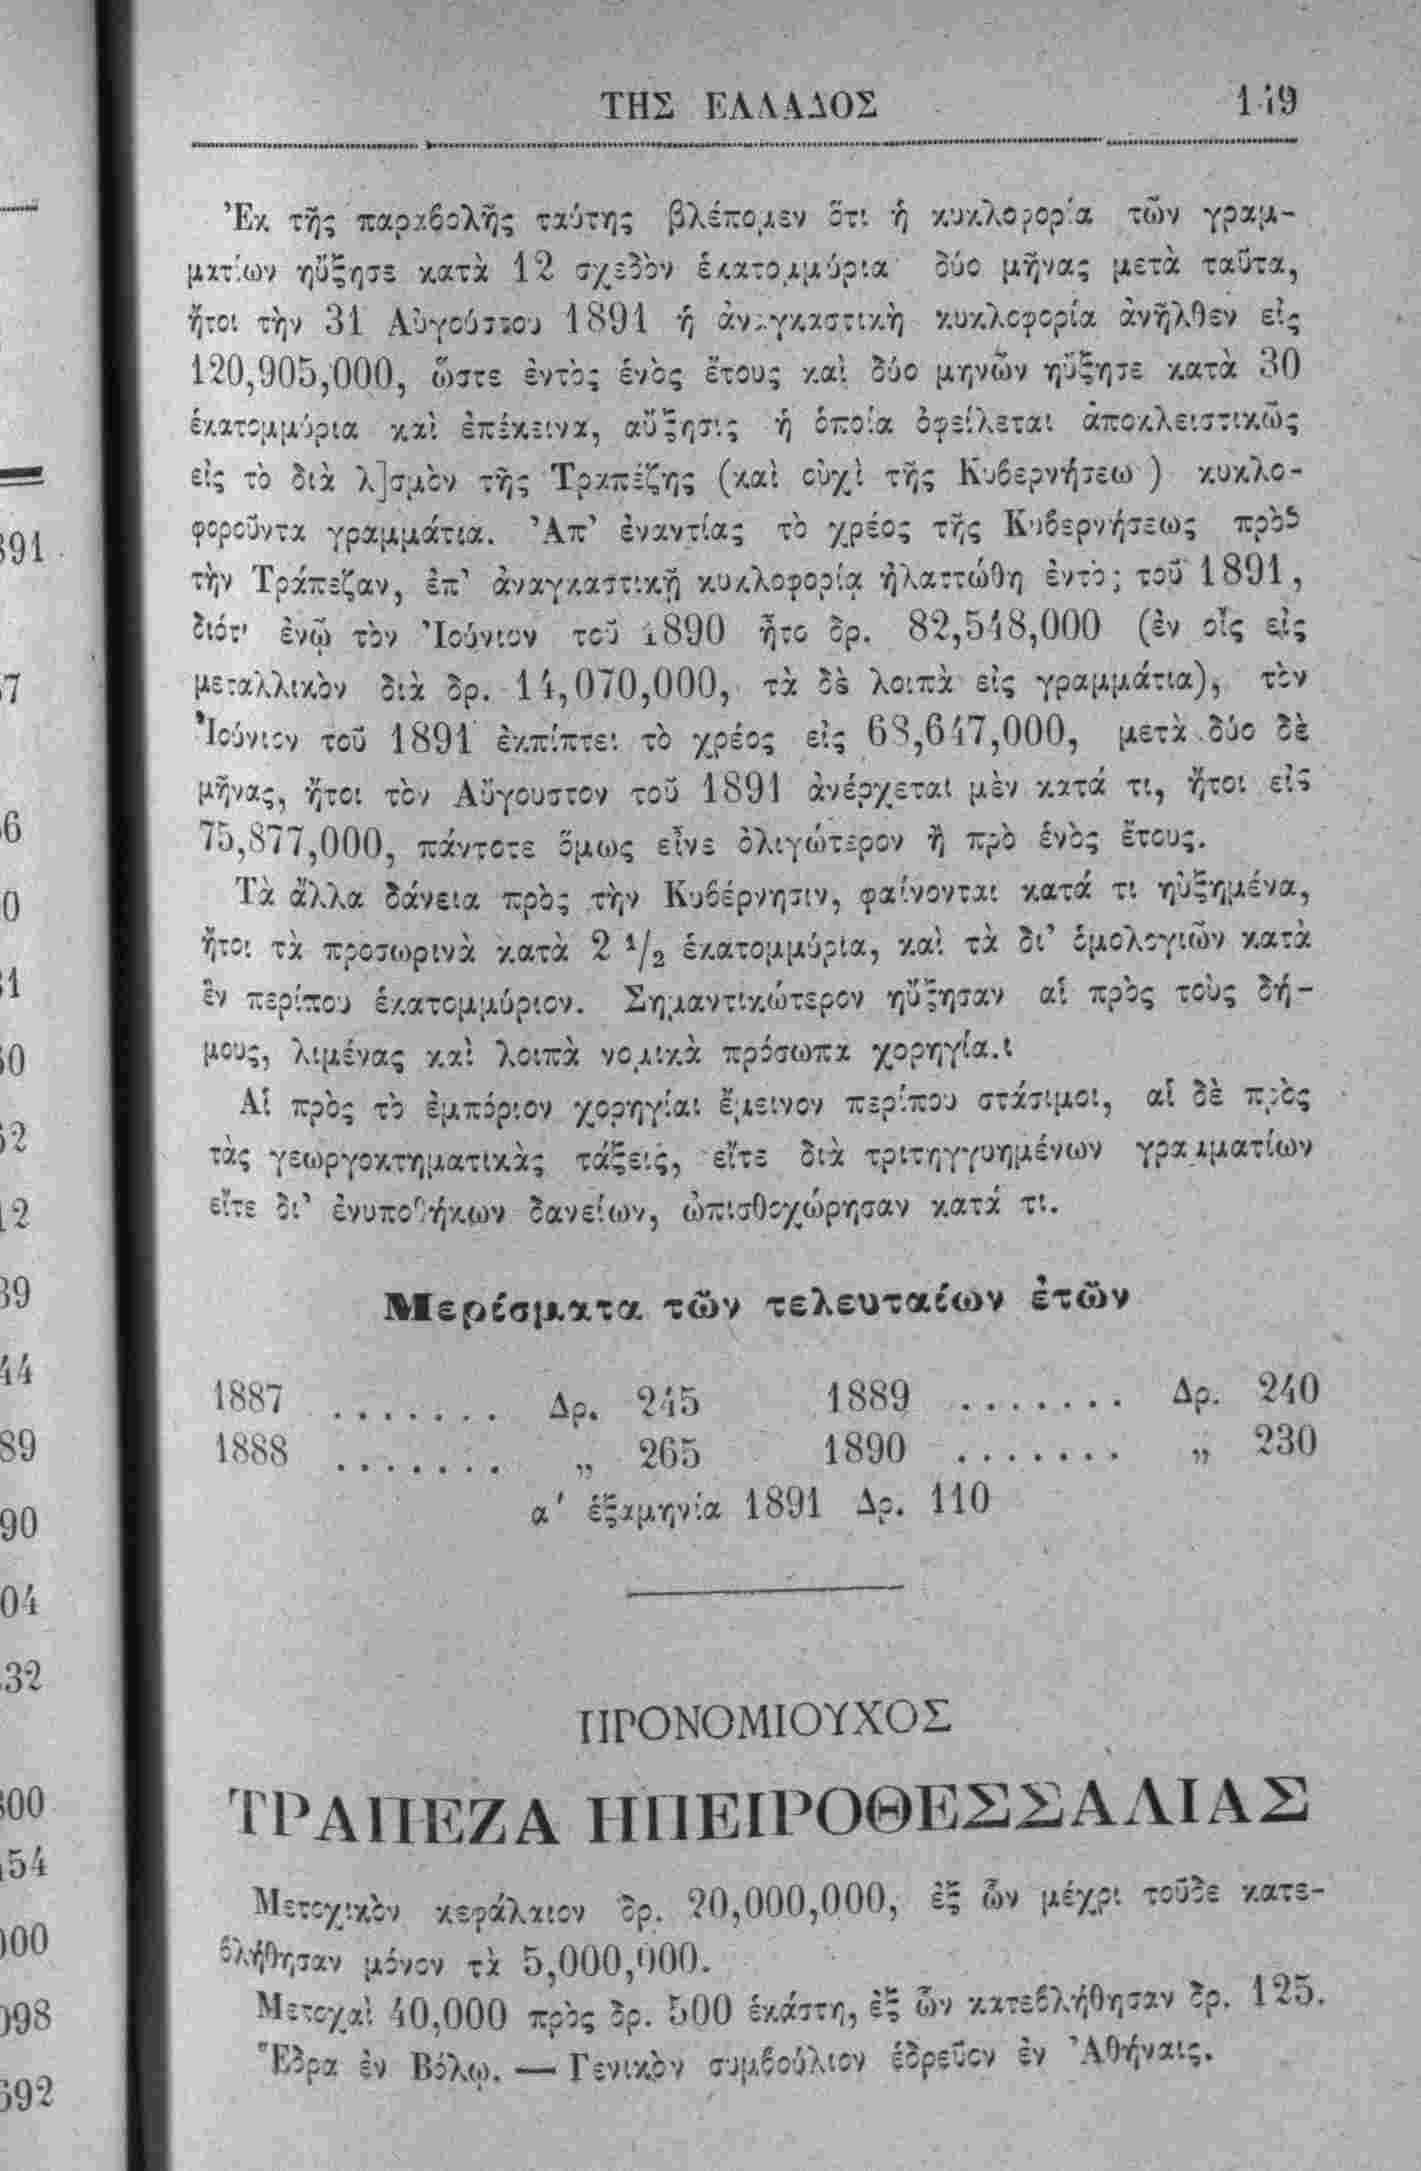 ΤΗΣ ΕΛΛΑΔΟΣ 149
Ἐκ τῆς παραβολῆς ταύτης βλέπομεν ὅτι ἡ κυκλοφορία τῶν γραμ-
ματίων ηὔξησε κατὰ 12 σχεδὸν ἑκατομμύρια δύο μῆνας μετὰ ταῦτα,
ἤτοι τὴν 31 Αὐγούστου 1891 ἡ ἀναγκαστικὴ κυκλοφορία ἀνῆλθεν εἰς
120,905,000, ὥστε ἐντὸς ἑνὸς ἔτους καὶ δύο μηνῶν ηὔξησε κατὰ 30
ἑκατομμύρια καὶ ἐπέκεινα, αὔξησις ἡ ὁποία ὀφείλεται ἀποκλειστικῶς
εἰς τὸ διὰ λ]σμὸν τῆς Τραπέζης (καὶ οὐχὶ τῆς Κυβερνήσεω ) κυκλο-
φοροῦντα γραμμάτια. Ἀπ' ἐναντίας τὸ χρέος τῆς Κυβερνήσεως πρὸς
τὴν Τράπεζαν, ἐπ' ἀναγκαστικῇ κυκλοφορίᾳ ἠλαττώθη ἐντὸς τοῦ 1891,
διότ' ἐνῷ τὸν Ἰούνιον τοῦ 1890 ἦτο δρ. 82,548,000 (ἐν οἷς εἰς
μεταλλικὸν διὰ δρ. 14,070,000, τὰ δὲ λοιπὰ εἰς γραμμάτια), τὸν
Ἰούνιον τοῦ 1891 ἐκπίπτει τὸ χρέος εἰς 68,647,000, μετὰ δύο δὲ
μῆνας, ἤτοι τὸν Αὔγουστον τοῦ 1891 ἀνέρχεται μὲν κατά τι, ἤτοι εἰς
75,877,000, πάντοτε ὅμως εἶνε ὀλιγώτερον ἢ πρὸ ἑνὸς ἔτους.
Τὰ ἄλλα δάνεια πρὸς τὴν Κυβέρνησιν, φαίνονται κατά τι ηὐξημένα,
ἤτοι τὰ προσωρινὰ κατὰ 2 1/2 ἑκατομμύρια, καὶ τὰ δι' ὁμολογιῶν κατὰ
ἓν περίπου ἑκατομμύριον. Σημαντικώτερον ηὔξησαν αἱ πρὸς τοὺς δή-
μους, λιμένας καὶ λοιπὰ νομικὰ πρόσωπα χορηγία.ι
Αἱ πρὸς τὸ ἐμπόριον χορηγίαι ἔμεινον περίπου στάσιμοι, αἱ δὲ πρὸς
τὰς γεωργοκτηματικὰς τάξεις, εἴτε διὰ τριτηγγυημένων γραμματίων
εἴτε δι' ἐνυποθήκων δανείων, ὠπισθοχώρησαν κατά τι.
Μερίσματα τῶν τελευταίων ἐτῶν
1887 ....... Δρ. 245 1889 ....... Δρ. 240
1888 ....... „ 265 1890 ....... „ 230
α' ἑξαμηνία 1891 Δρ. 110
ΠΡΟΝΟΜΙΟΥΧΟΣ
ΤΡΑΠΕΖΑ ΗΠΕΙΡΟΘΕΣΣΑΛΙΑΣ
Μετοχικὸν κεφάλαιον δρ. 20,000,000, ἐξ ὧν μέχρι τοῦδε κατε-
βλήθησαν μόνον τὰ 5,000,000.
Μετοχαὶ 40,000 πρὸς δρ. 500 ἑκάστη, ἐξ ὧν κατεβλήθησαν δρ. 125.
Ἕδρα ἐν Βόλῳ. — Γενικὸν συμβούλιον ἑδρεῦον ἐν Ἀθήναις.